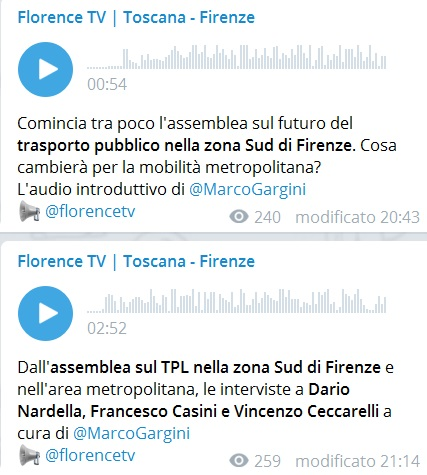 Florence TV | Toscana - Firenze
00:54
Comincia tra poco l'assemblea sul futuro del
trasporto pubblico nella zona Sud di Firenze. Cosa
cambierà per la mobilità metropolitana?
L'audio introduttivo di @MarcoGargini
@florencetv
240 modificato 20:43
Florence TV | Toscana - Firenze
02:52
Dall'assemblea sul TPL nella zona Sud di Firenze e
nell'area metropolitana, le interviste a Dario
Nardella, Francesco Casini e Vincenzo Ceccarelli a
cura di @MarcoGargini
@florencetv
259 modificato 21:14